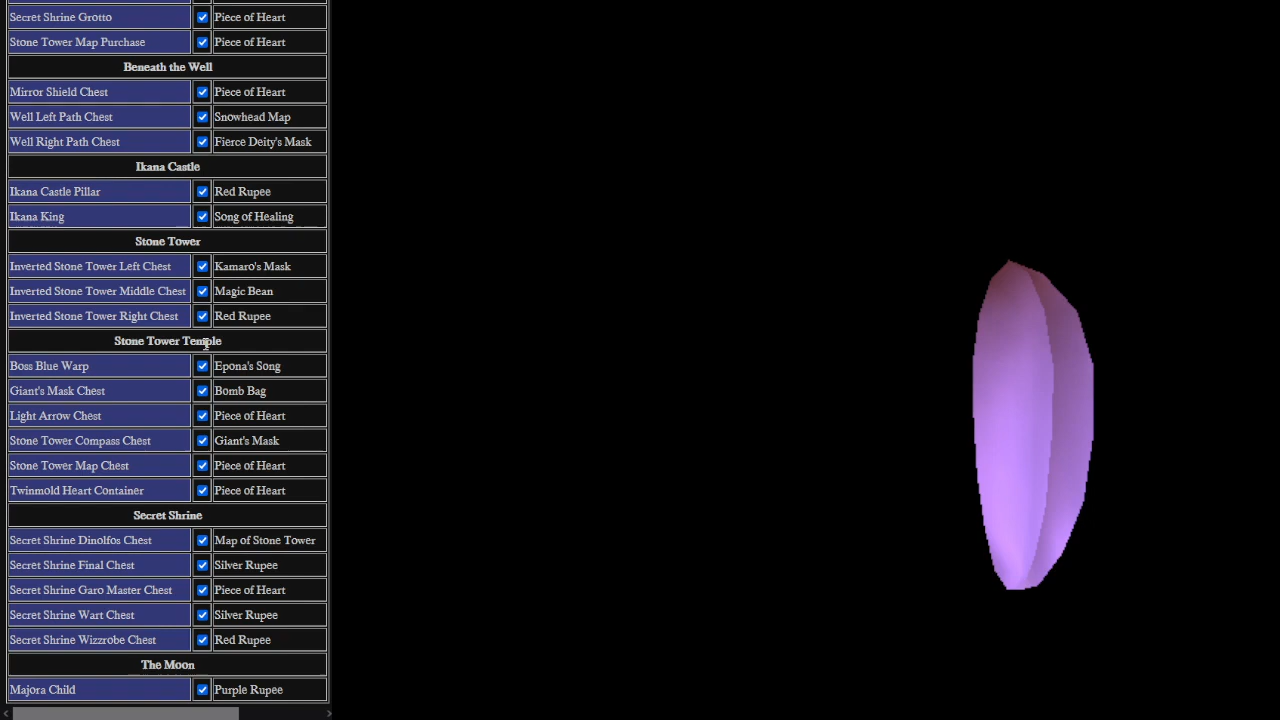 Secret Shrine Grotto Piece of Heart
Stone Tower Map Purchase Piece of Heart
Beneath the Well
Mirror Shield Chest Piece of Heart
Well Left Path Chest Snowhead Map
Well Right Path Chest Fierce Deity's Mask
Ikana Castle
Ikana Castle Pillar Red Rupee
Ikana King Song of Healing
Stone Tower
Inverted Stone Tower Left Chest Kamaro's Mask
Inverted Stone Tower Middle Chest Magic Bean
Inverted Stone Tower Right Chest Red Rupee
Stone Tower Temple
Boss Blue Warp Epona's Song
Giant's Mask Chest Bomb Bag
Light Arrow Chest Piece of Heart
Stone Tower Compass Chest Giant's Mask
Stone Tower Map Chest Piece of Heart
Twinmold Heart Container Piece of Heart
Secret Shrine
Secret Shrine Dinolfos Chest Map of Stone Tower
Secret Shrine Final Chest Silver Rupee
Secret Shrine Garo Master Chest Piece of Heart
Secret Shrine Wart Chest Silver Rupee
Secret Shrine Wizzrobe Chest Red Rupee
The Moon
Majora Child Purple Rupee